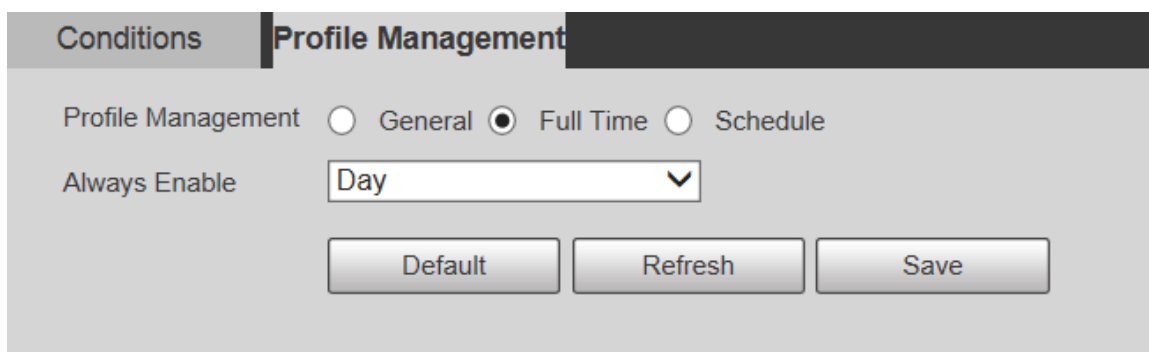 Conditions Profile Management
Profile Management General Full Time Schedule
Always Enable Day
Default Refresh Save